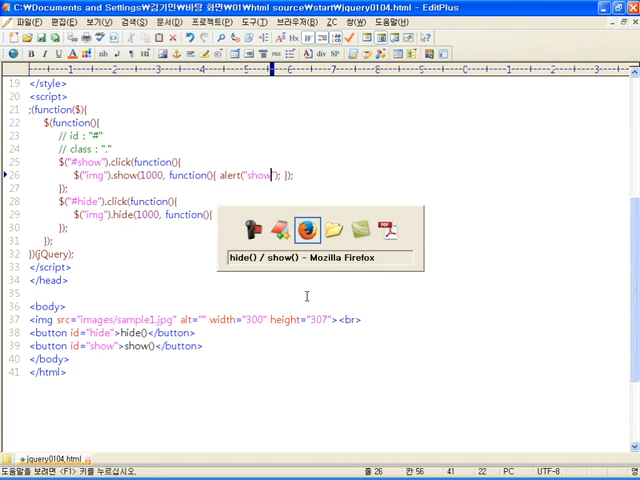 C:₩Documents and Settings₩김기민₩바탕 화면₩01₩html source₩start₩jquery0104.html - EditPlus
파일(F) 편집(E) 보기(V) 검색(S) 문서(D) 프로젝트(P) 도구(T) 브라우저(B) ZC 창(W) 도움말(H)
19 </style>
20 <script>
21 ;(function($){
22 $(function(){
23 // id : "#"
24 // class : "."
25 $("#show").click(function(){
26 $("img").show(1000, function(){ alert("show"); });
27 });
28 $("#hide").click(function(){
29 $("img").hide(1000, function(){
30 });
31 });
32 })(jQuery);
33 </script>
34 </head>
35
36 <body>
37 <img src="images/sample1.jpg" alt="" width="300" height="307"><br>
38 <button id="hide">hide()</button>
39 <button id="show">show()</button>
40 </body>
41 </html>
hide() / show() - Mozilla Firefox
jquery0104.html
도움말을 보려면 <F1> 키를 누르십시오. 줄 26 칸 56 41 22 PC UTF-8